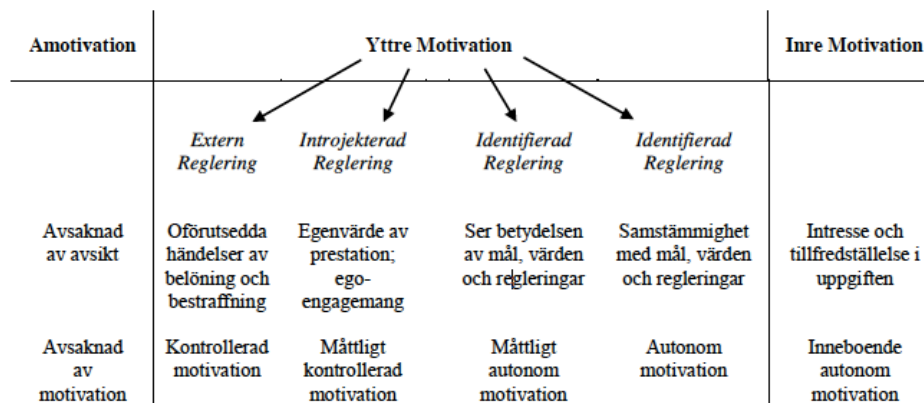 Amotivation
Yttre Motivation
Inre Motivation
Extern
Reglering
Introjekterad
Reglering
Identifierad
Reglering
Identifierad
Reglering
Avsaknad
av avsikt
Oförutsedda
händelser av
belöning och
bestraffning
Egenvärde av
prestation;
ego-
engagemang
Ser betydelsen
av mål, värden
och regleringar
Samstämmighet
med mål, värden
och regleringar
Intresse och
tillfredställelse i
uppgiften
Avsaknad
av
motivation
Kontrollerad
motivation
Måttligt
kontrollerad
motivation
Måttligt
autonom
motivation
Autonom
motivation
Inneboende
autonom
motivation